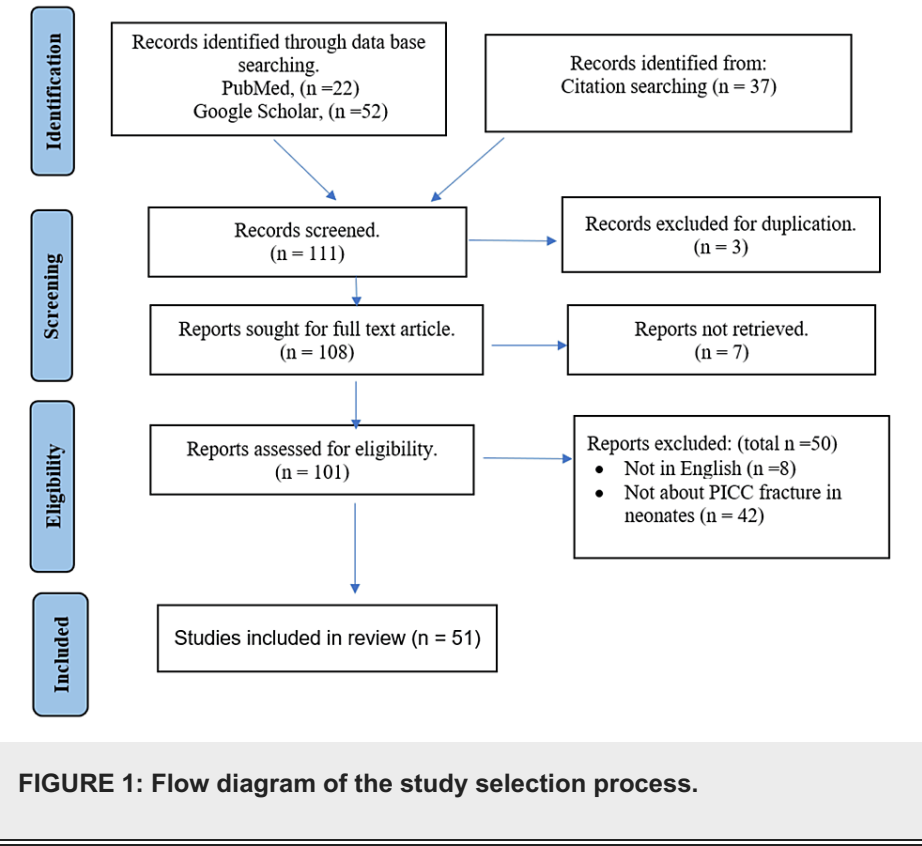 Identification
Records identified through data base
searching.
PubMed, (n =22)
Google Scholar, (n =52)
Records identified from:
Citation searching (n = 37)
Screening
Records screened.
(n = 111)
Records excluded for duplication.
(n = 3)
Reports sought for full text article.
(n = 108)
Reports not retrieved.
(n = 7)
Eligibility
Reports assessed for eligibility.
(n = 101)
Reports excluded: (total n =50)
• Not in English (n =8)
• Not about PICC fracture in
neonates (n = 42)
Included
Studies included in review (n = 51)
FIGURE 1: Flow diagram of the study selection process.